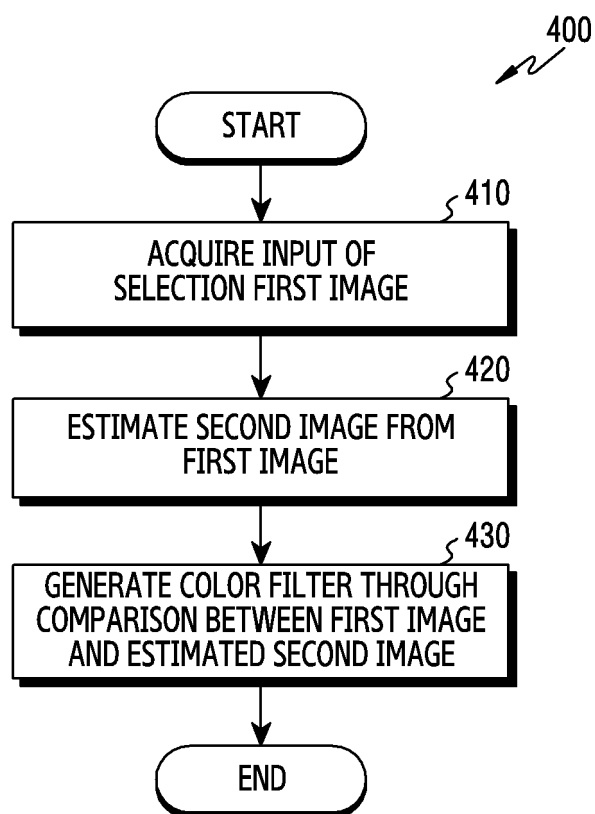 400
START
410
ACQUIRE INPUT OF
SELECTION FIRST IMAGE
420
ESTIMATE SECOND IMAGE FROM
FIRST IMAGE
430
GENERATE COLOR FILTER THROUGH
COMPARISON BETWEEN FIRST IMAGE
AND ESTIMATED SECOND IMAGE
END